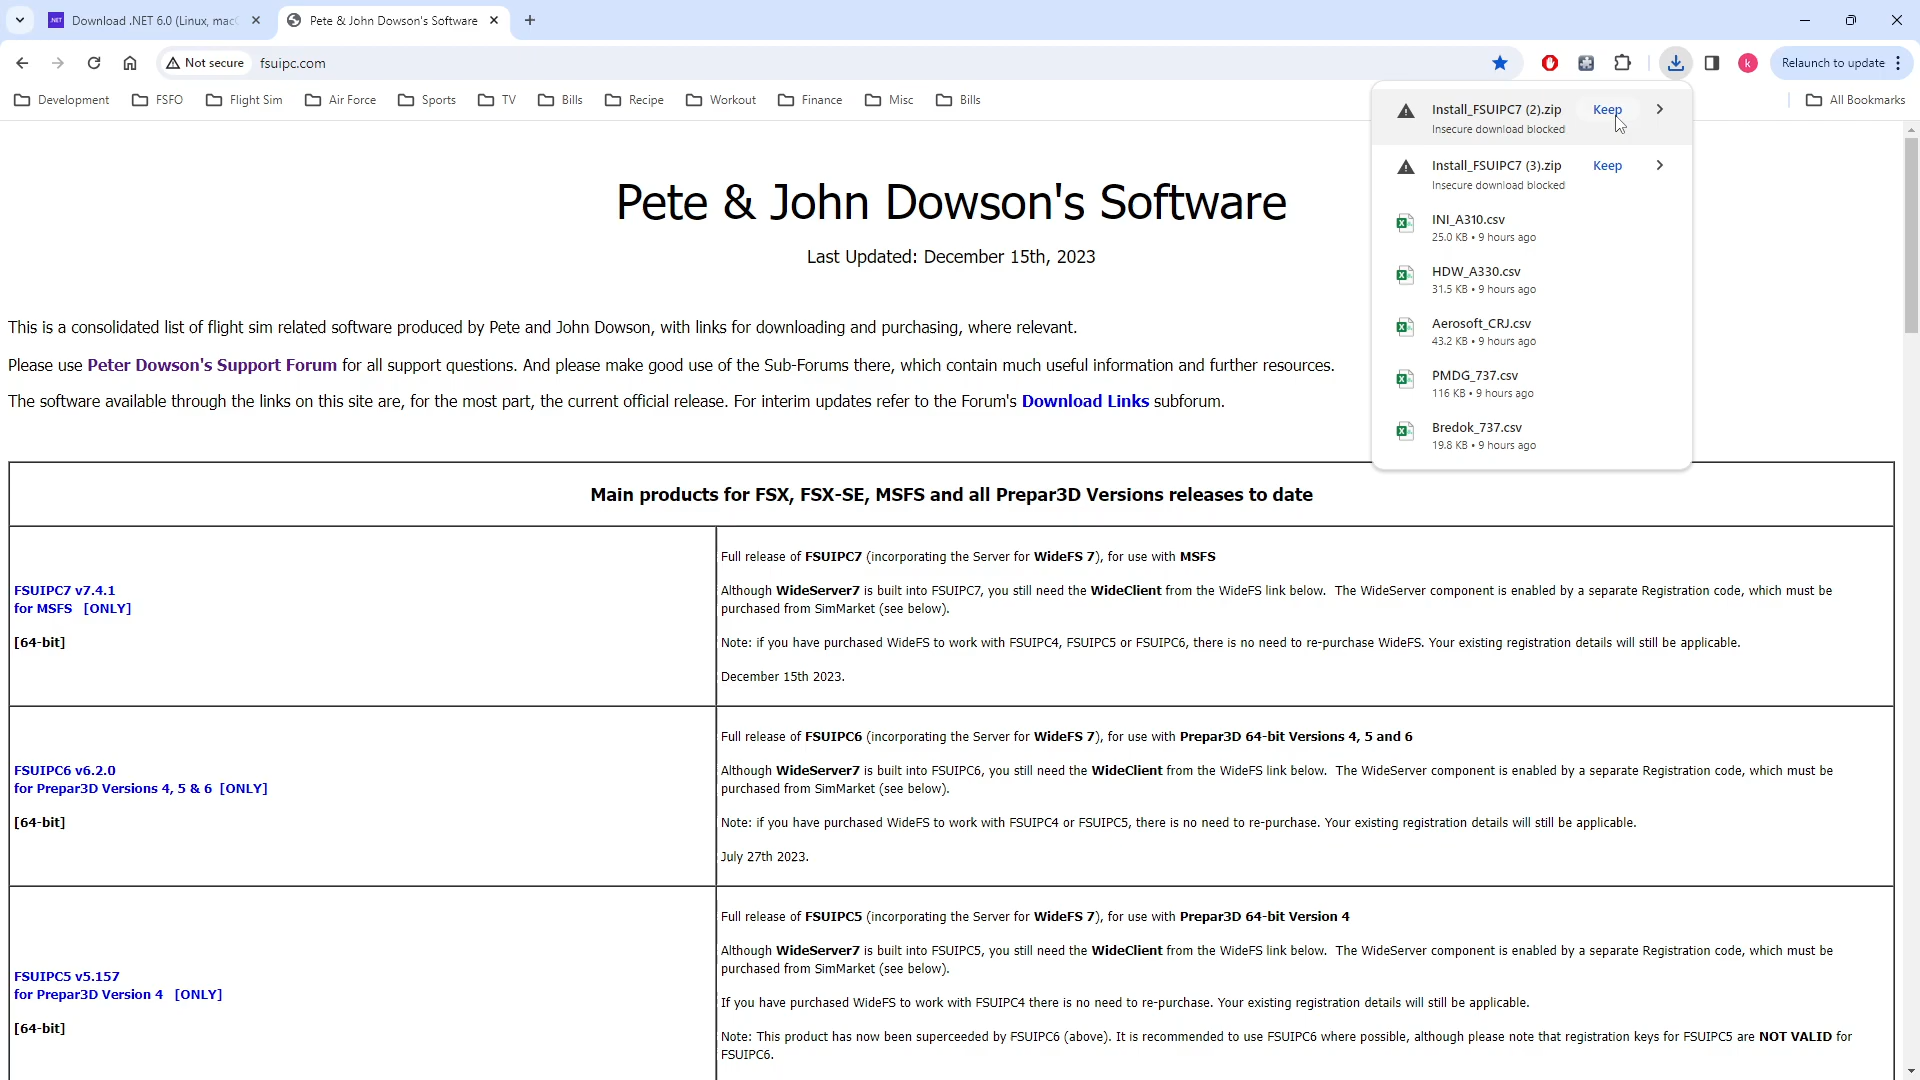 Download .NET 6.0 (Linux, mac
Pete & John Dowson's Software
Not secure
fsuipc.com
Relaunch to update
Development
FSFO
Flight Sim
Air Force
Sports
TV
Bills
Recipe
Workout
Finance
Misc
Bills
All Bookmarks
Install_FSUIPC7 (2).zip
Keep
Insecure download blocked
Install_FSUIPC7 (3).zip
Keep
Insecure download blocked
INI_A310.csv
25.0 KB • 9 hours ago
HDW_A330.csv
31.5 KB • 9 hours ago
Aerosoft_CRJ.csv
43.2 KB • 9 hours ago
PMDG_737.csv
116 KB • 9 hours ago
Bredok_737.csv
19.8 KB • 9 hours ago
Pete & John Dowson's Software
Last Updated: December 15th, 2023
This is a consolidated list of flight sim related software produced by Pete and John Dowson, with links for downloading and purchasing, where relevant.
Please use Peter Dowson's Support Forum for all support questions. And please make good use of the Sub-Forums there, which contain much useful information and further resources.
The software available through the links on this site are, for the most part, the current official release. For interim updates refer to the Forum's Download Links subforum.
Main products for FSX, FSX-SE, MSFS and all Prepar3D Versions releases to date
FSUIPC7 v7.4.1
for MSFS [ONLY]
[64-bit]
Full release of FSUIPC7 (incorporating the Server for WideFS 7), for use with MSFS
Although WideServer7 is built into FSUIPC7, you still need the WideClient from the WideFS link below. The WideServer component is enabled by a separate Registration code, which must be
purchased from SimMarket (see below).
Note: if you have purchased WideFS to work with FSUIPC4, FSUIPC5 or FSUIPC6, there is no need to re-purchase WideFS. Your existing registration details will still be applicable.
December 15th 2023.
FSUIPC6 v6.2.0
for Prepar3D Versions 4, 5 & 6 [ONLY]
[64-bit]
Full release of FSUIPC6 (incorporating the Server for WideFS 7), for use with Prepar3D 64-bit Versions 4, 5 and 6
Although WideServer7 is built into FSUIPC6, you still need the WideClient from the WideFS link below. The WideServer component is enabled by a separate Registration code, which must be
purchased from SimMarket (see below).
Note: if you have purchased WideFS to work with FSUIPC4 or FSUIPC5, there is no need to re-purchase. Your existing registration details will still be applicable.
July 27th 2023.
FSUIPC5 v5.157
for Prepar3D Version 4 [ONLY]
[64-bit]
Full release of FSUIPC5 (incorporating the Server for WideFS 7), for use with Prepar3D 64-bit Version 4
Although WideServer7 is built into FSUIPC5, you still need the WideClient from the WideFS link below. The WideServer component is enabled by a separate Registration code, which must be
purchased from SimMarket (see below).
If you have purchased WideFS to work with FSUIPC4 there is no need to re-purchase. Your existing registration details will still be applicable.
Note: This product has now been superceeded by FSUIPC6 (above). It is recommended to use FSUIPC6 where possible, although please note that registration keys for FSUIPC5 are NOT VALID for
FSUIPC6.